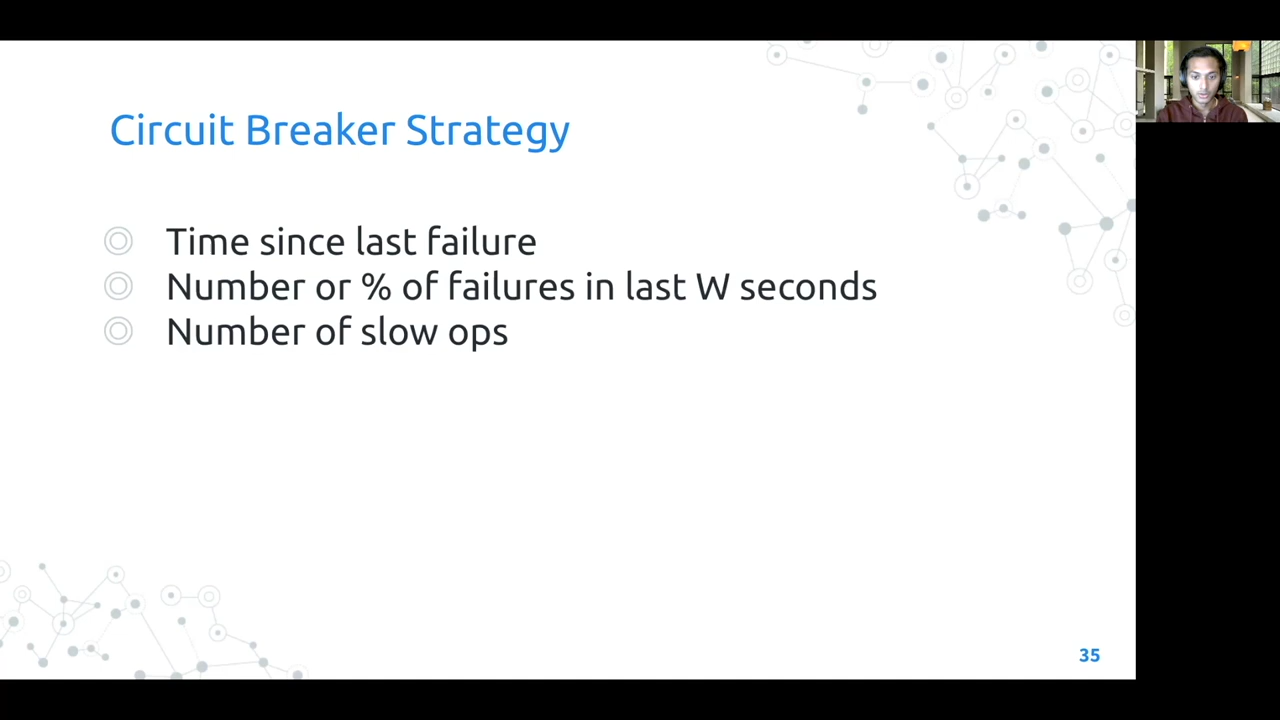 Circuit Breaker Strategy
Time since last failure
Number or % of failures in last W seconds
Number of slow ops
35